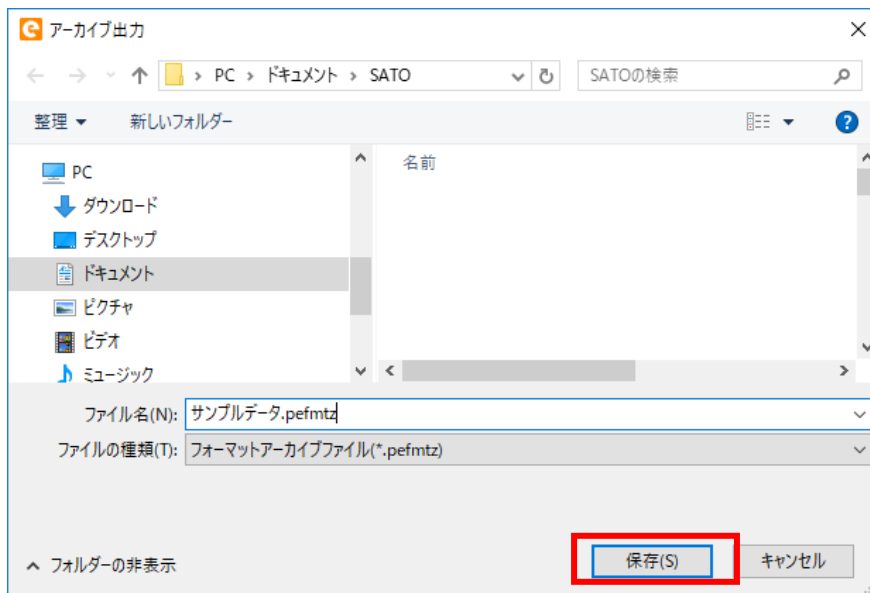 アーカイブ出力
PC › ドキュメント › SATO
SATOの検索
整理
新しいフォルダー
PC
ダウンロード
デスクトップ
ドキュメント
ピクチャ
ビデオ
ミュージック
名前
ファイル名(N): サンプルデータ.pefmtz
ファイルの種類(T): フォーマットアーカイブファイル(*.pefmtz)
フォルダーの非表示
保存(S)
キャンセル